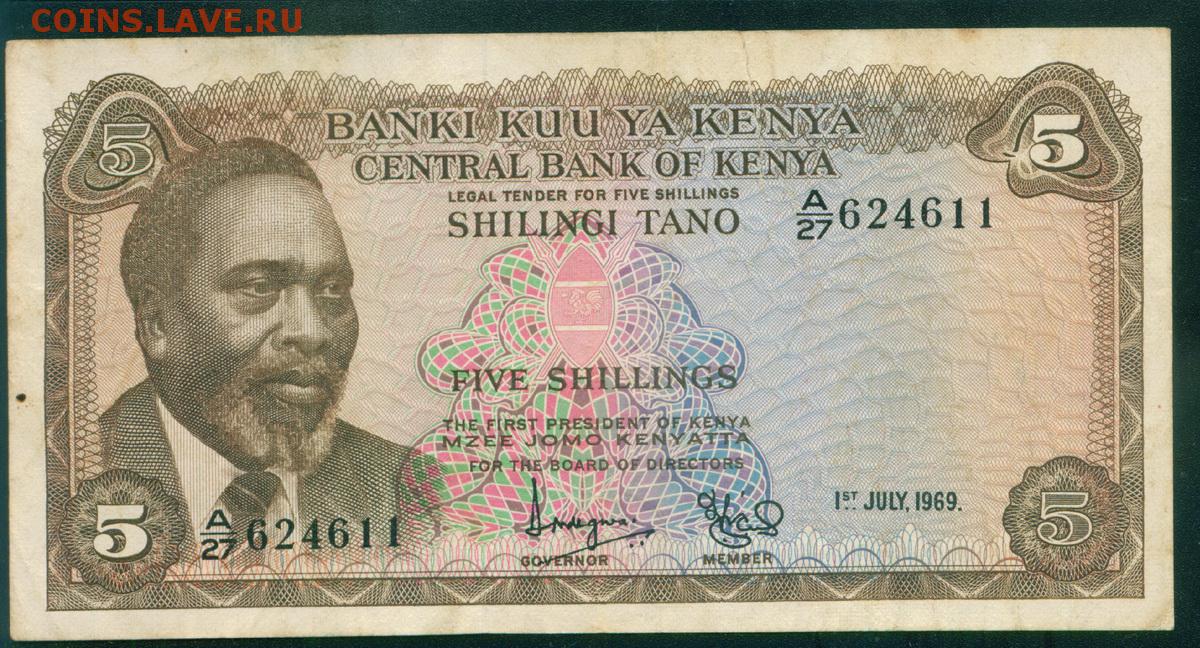 COINS.LAVE.RU
5
5
BANKI KUU YA KENYA
CENTRAL BANK OF KENYA
LEGAL TENDER FOR FIVE SHILLINGS
SHILINGI TANO
A/27 624611
FIVE SHILLINGS
THE FIRST PRESIDENT OF KENYA
MZEE JOMO KENYATTA
FOR THE BOARD OF DIRECTORS
1ST JULY, 1969.
5
A/27 624611
GOVERNOR
MEMBER
5